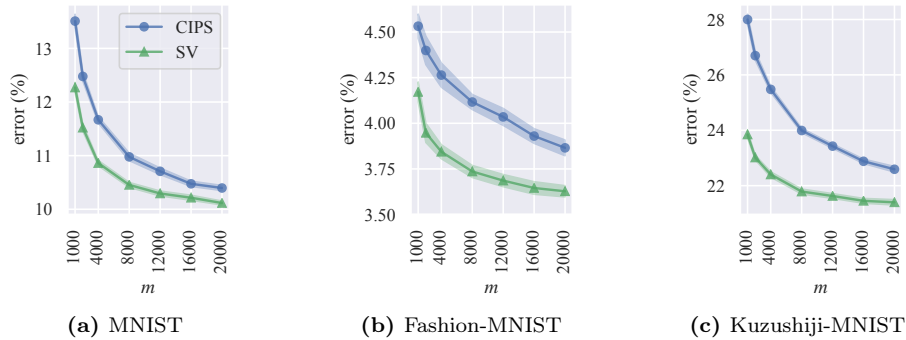 error (%)
13
12
11
10
CIPS
SV
1000
4000
8000
12000
16000
20000
m
(a) MNIST
error (%)
4.50
4.25
4.00
3.75
3.50
1000
4000
8000
12000
16000
20000
m
(b) Fashion-MNIST
error (%)
28
26
24
22
1000
4000
8000
12000
16000
20000
m
(c) Kuzushiji-MNIST